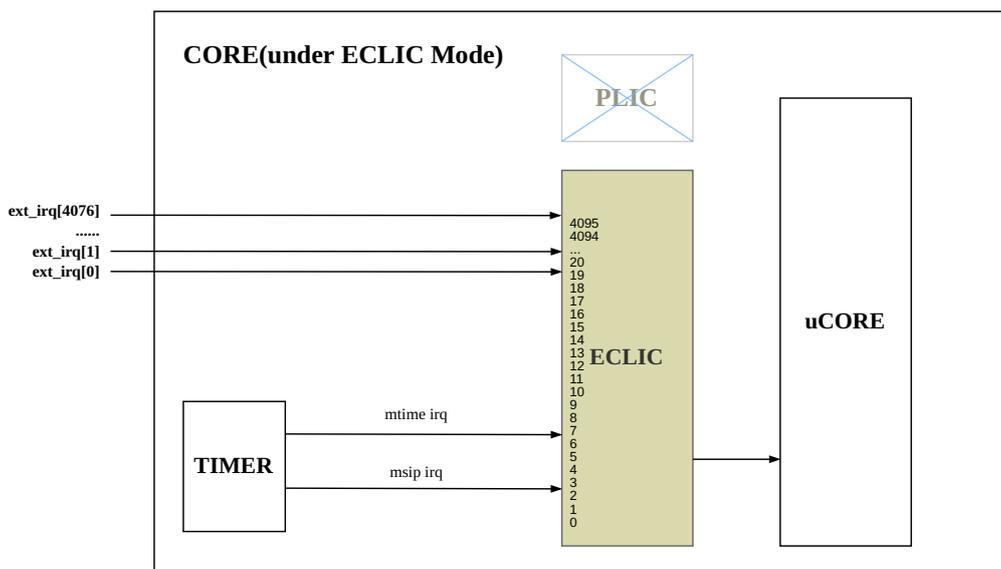 CORE(under ECLIC Mode)
PLIC
ext_irq[4076]
......
ext_irq[1]
ext_irq[0]
4095
4094
...
20
19
18
17
16
15
14
13
12
11
10
9
8
7
6
5
4
3
2
1
0
ECLIC
uCORE
mtime irq
TIMER
msip irq